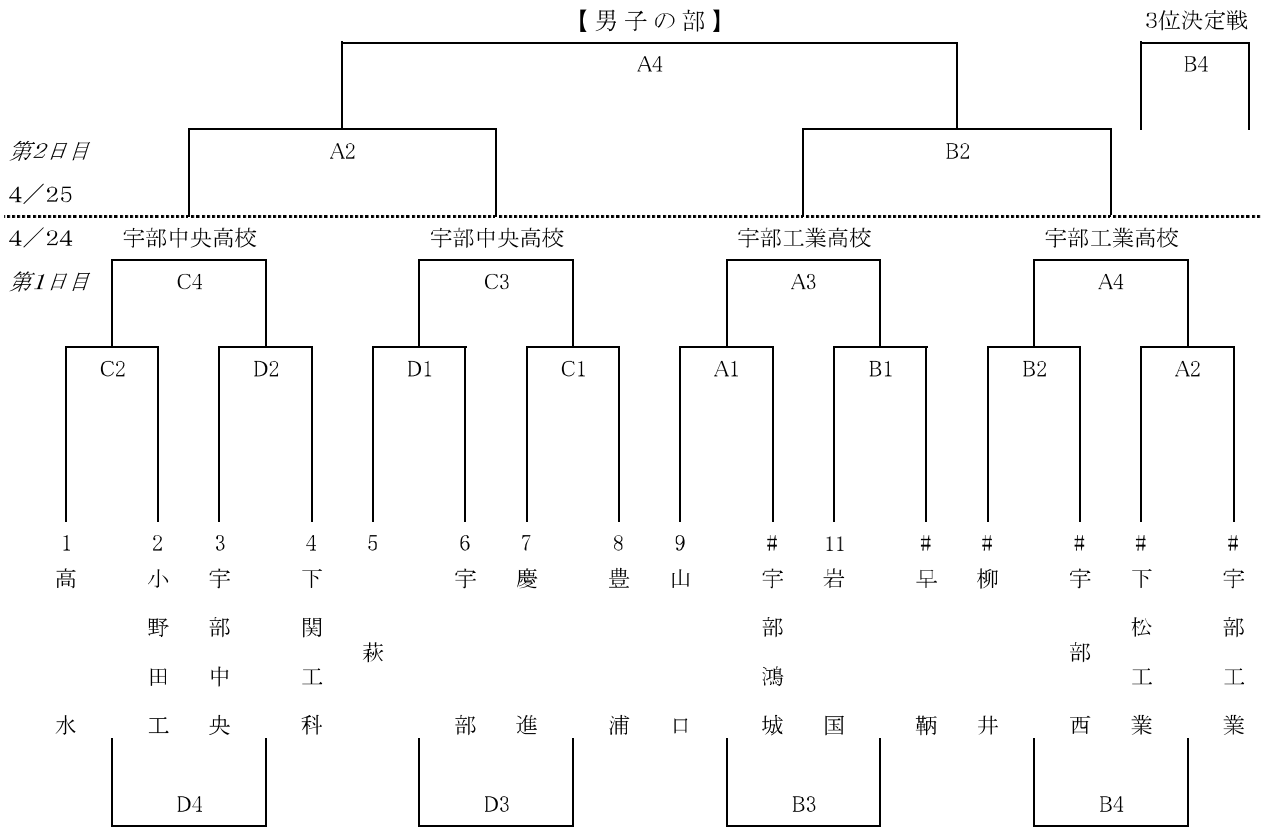 【男子の部】 3位決定戦
A4 B4
第2日目 A2 B2
4／25
4／24 宇部中央高校 宇部中央高校 宇部工業高校 宇部工業高校
第1日目 C4 C3 A3 A4
C2 D2 D1 C1 A1 B1 B2 A2
1 2 3 4 5 6 7 8 9 # 11 # # # # #
高水
小野田工
宇部中央
下関工科
萩
宇部
慶進
豊浦
山口
宇部鴻城
岩国
早鞆
柳井
宇部西
下松工業
宇部工業
D4 D3 B3 B4